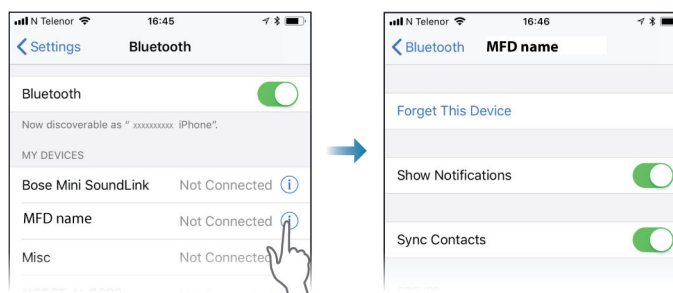 N Telenor 16:45
Settings Bluetooth
Bluetooth
Now discoverable as " xxxxxxxxxx iPhone".
MY DEVICES
Bose Mini SoundLink Not Connected
MFD name Not Connected
Misc Not Connected
N Telenor 16:46
Bluetooth MFD name
Forget This Device
Show Notifications
Sync Contacts